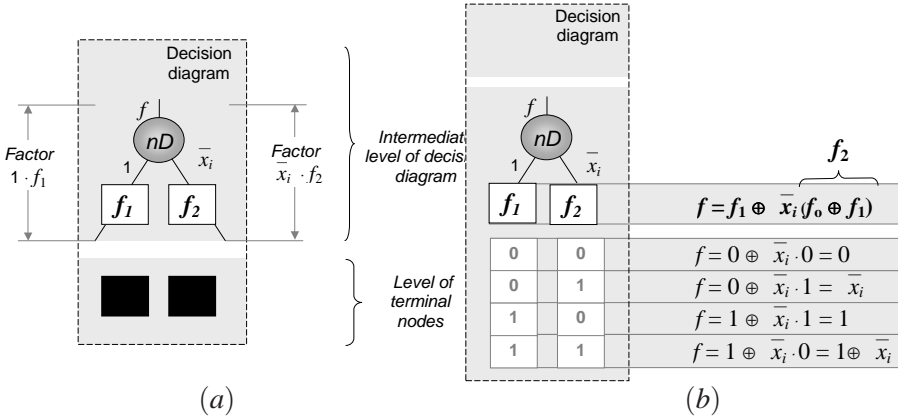 Decision
diagram
f
nD
1
x̅ᵢ
Factor
1 · f₁
Factor
x̅ᵢ · f₂
f₁
f₂
(a)
Intermediat
level of decis
diagram
Level of
terminal
nodes
Decision
diagram
f
nD
1
x̅ᵢ
f₁
f₂
f₂
f = f₁ ⊕ x̅ᵢ (fₒ ⊕ f₁)
0 0 f = 0 ⊕ x̅ᵢ · 0 = 0
0 1 f = 0 ⊕ x̅ᵢ · 1 = x̅ᵢ
1 0 f = 1 ⊕ x̅ᵢ · 1 = 1
1 1 f = 1 ⊕ x̅ᵢ · 0 = 1 ⊕ x̅ᵢ
(b)